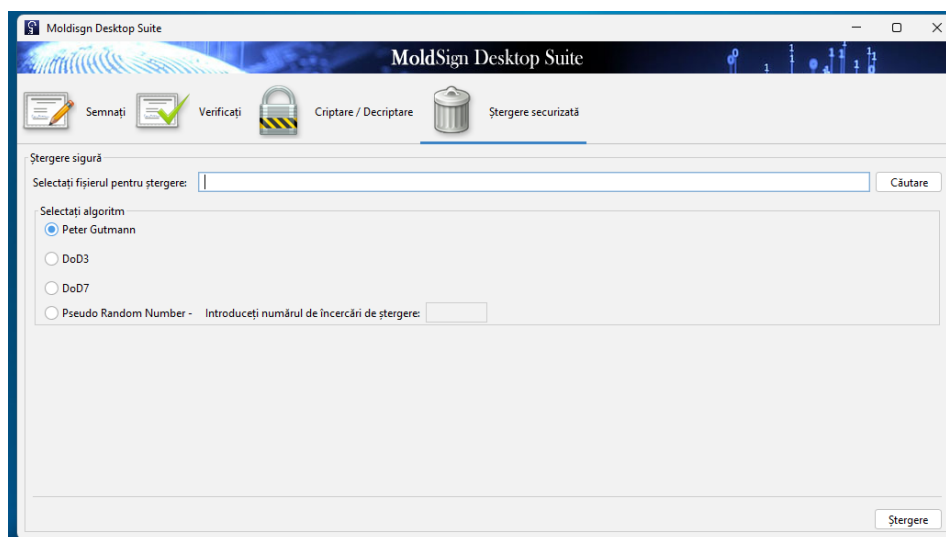 Moldisgn Desktop Suite
MoldSign Desktop Suite
Semnați Verificați Criptare / Decriptare Ștergere securizată
Ștergere sigură
Selectați fișierul pentru ștergere: Căutare
Selectați algoritm
Peter Gutmann
DoD3
DoD7
Pseudo Random Number - Introduceți numărul de încercări de ștergere:
Ștergere